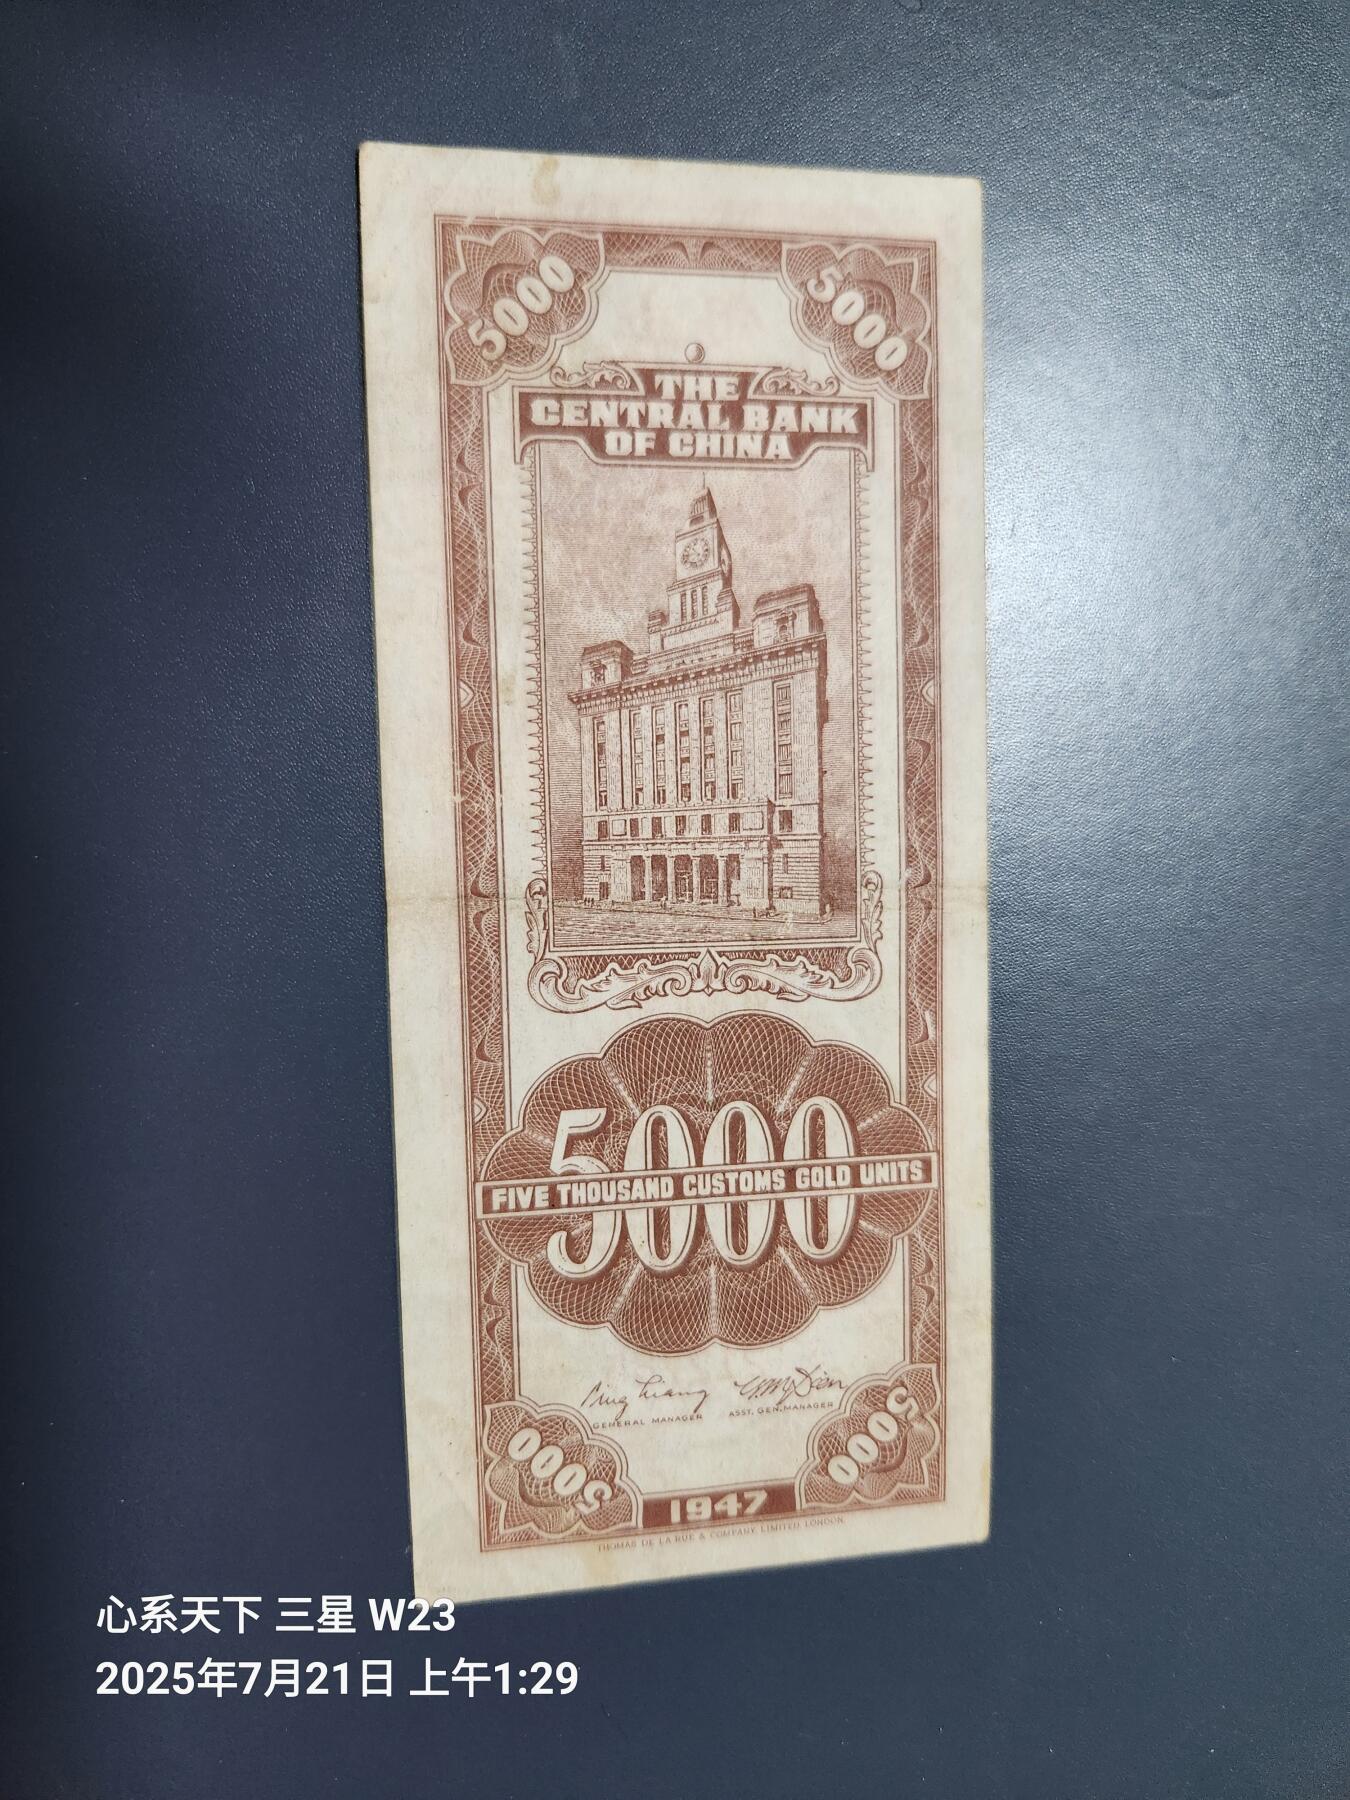 5000 5000
THE
CENTRAL BANK
OF CHINA
5000
FIVE THOUSAND CUSTOMS GOLD UNITS
GENERAL MANAGER ASST. GEN. MANAGER
5000 5000
1947
THOMAS DE LA RUE & COMPANY, LIMITED, LONDON.
心系天下 三星 W23
2025年7月21日 上午1:29